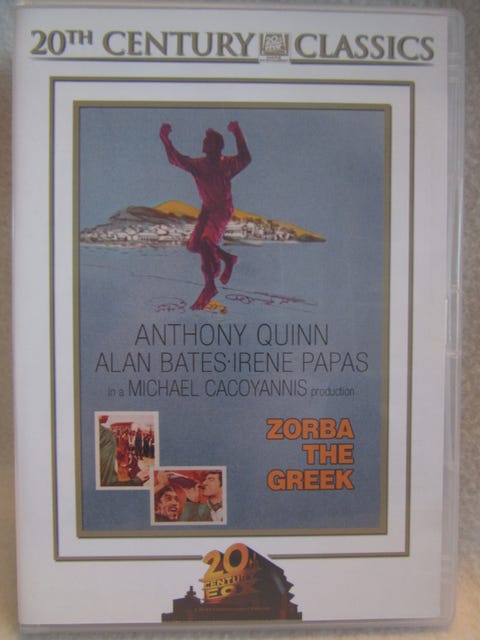 20TH CENTURY CLASSICS
ANTHONY QUINN
ALAN BATES·IRENE PAPAS
in a MICHAEL CACOYANNIS production
ZORBA
THE
GREEK
20TH
CENTURY
FOX